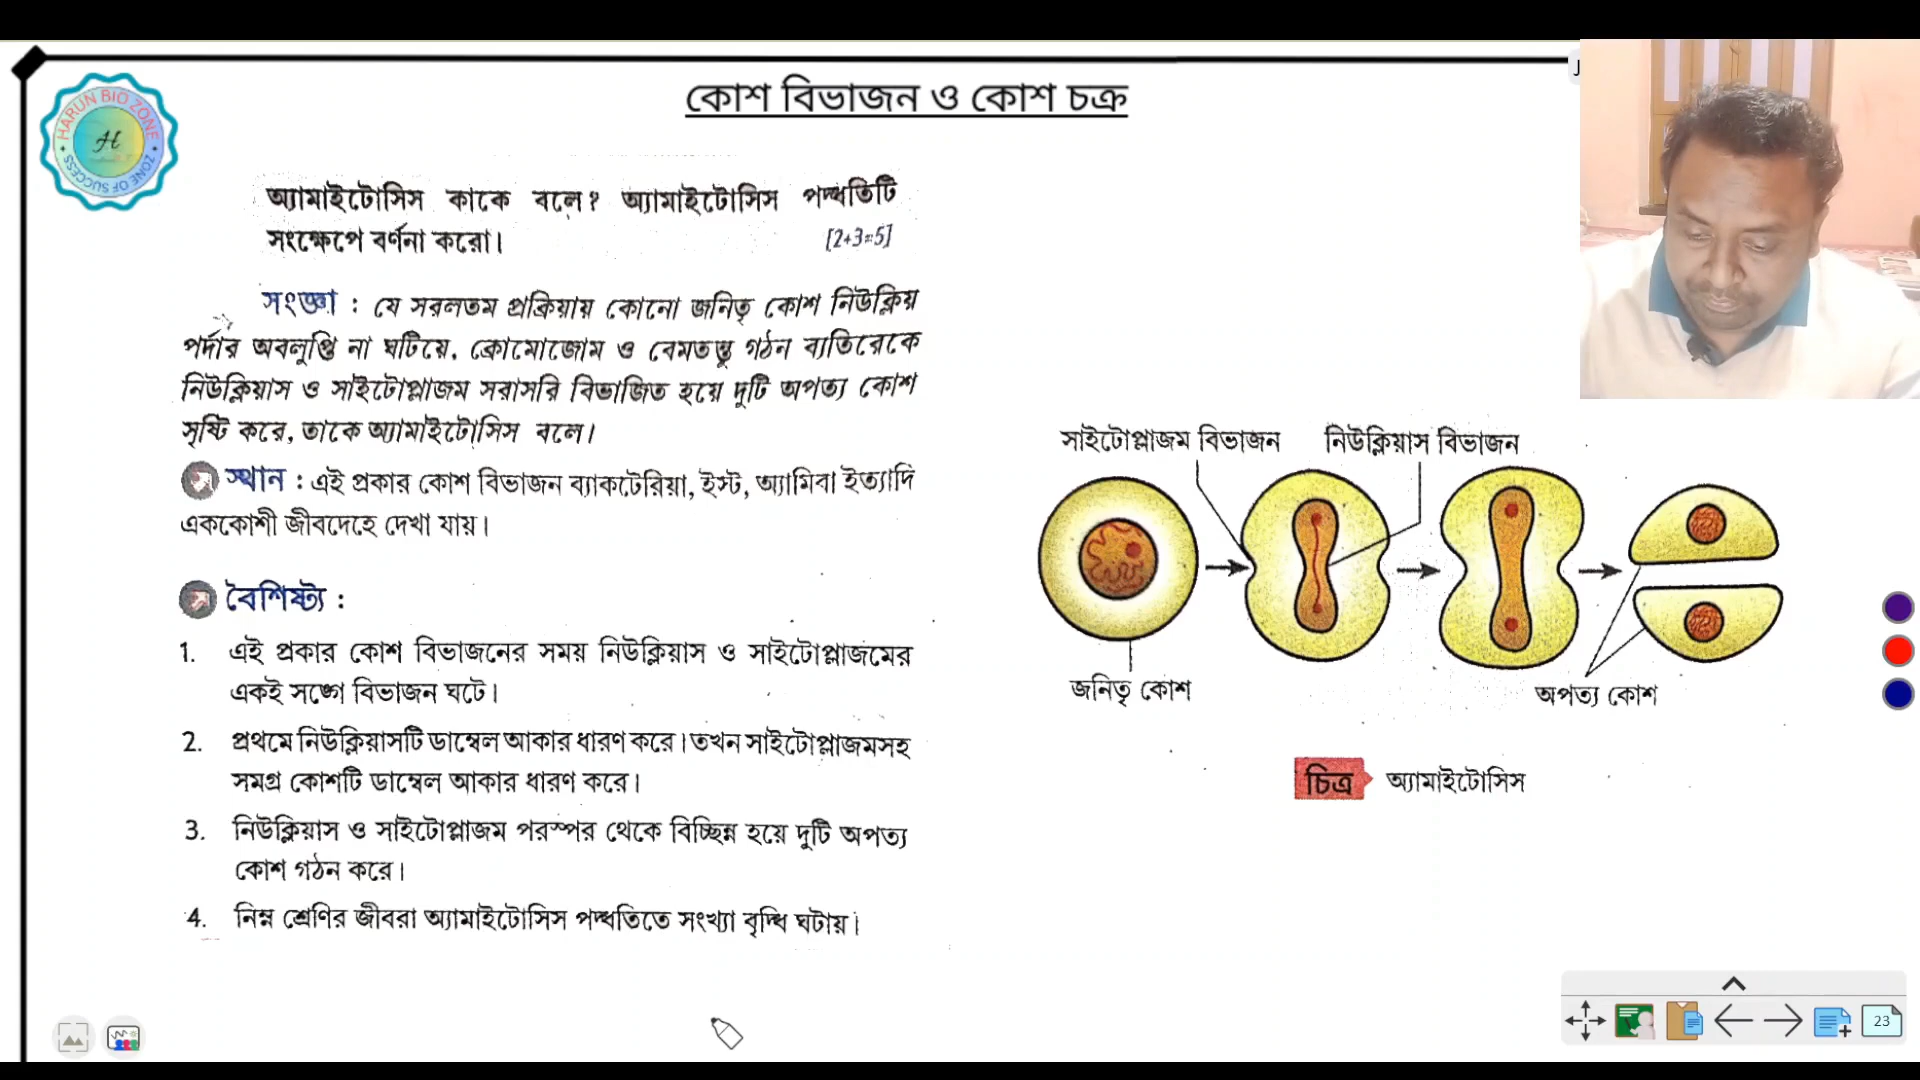 কোশ বিভাজন ও কোশ চক্র
HARUN BIO ZONE
ZONE OF SUCCESS
H
J
অ্যামাইটোসিস কাকে বলে? অ্যামাইটোসিস পদ্ধতিটি
সংক্ষেপে বর্ণনা করো। [2+3=5]
সংজ্ঞা : যে সরলতম প্রক্রিয়ায় কোনো জনিতৃ কোশ নিউক্লিয়
পর্দার অবলুপ্তি না ঘটিয়ে, ক্রোমোজোম ও বেমতন্তু গঠন ব্যতিরেকে
নিউক্লিয়াস ও সাইটোপ্লাজম সরাসরি বিভাজিত হয়ে দুটি অপত্য কোশ
সৃষ্টি করে, তাকে অ্যামাইটোসিস বলে।
স্থান : এই প্রকার কোশ বিভাজন ব্যাকটেরিয়া, ইস্ট, অ্যামিবা ইত্যাদি
এককোশী জীবদেহে দেখা যায়।
বৈশিষ্ট্য :
1. এই প্রকার কোশ বিভাজনের সময় নিউক্লিয়াস ও সাইটোপ্লাজমের
একই সঙ্গে বিভাজন ঘটে।
2. প্রথমে নিউক্লিয়াসটি ডাম্বেল আকার ধারণ করে। তখন সাইটোপ্লাজমসহ
সমগ্র কোশটি ডাম্বেল আকার ধারণ করে।
3. নিউক্লিয়াস ও সাইটোপ্লাজম পরস্পর থেকে বিচ্ছিন্ন হয়ে দুটি অপত্য
কোশ গঠন করে।
4. নিম্ন শ্রেণির জীবরা অ্যামাইটোসিস পদ্ধতিতে সংখ্যা বৃদ্ধি ঘটায়।
সাইটোপ্লাজম বিভাজন নিউক্লিয়াস বিভাজন
জনিতৃ কোশ
অপত্য কোশ
চিত্র অ্যামাইটোসিস
23